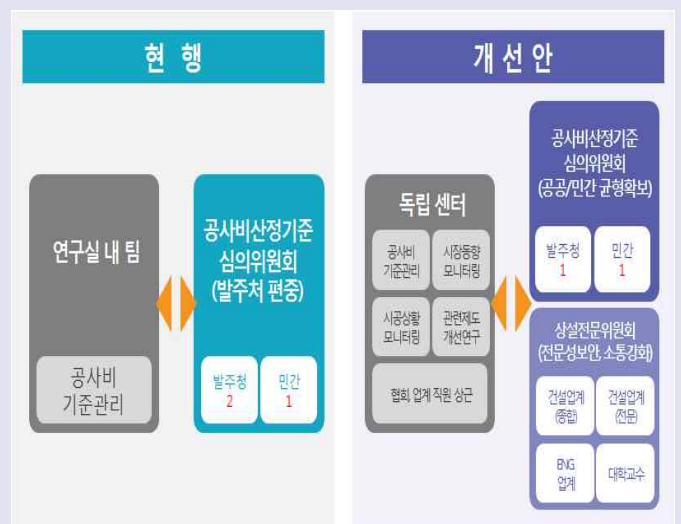 현 행
연구실 내 팀
공사비
기준관리
공사비산정기준
심의위원회
(발주처 편중)
발주청
2
민간
1
개 선 안
독립 센터
공사비
기준관리
시장동향
모니터링
시공상황
모니터링
관련제도
개선연구
협회, 업계 직원 상근
공사비산정기준
심의위원회
(공공/민간 균형확보)
발주청
1
민간
1
상설전문위원회
(전문성보안, 소통강화)
건설업계
(종합)
건설업계
(전문)
ENG
업계
대학교수